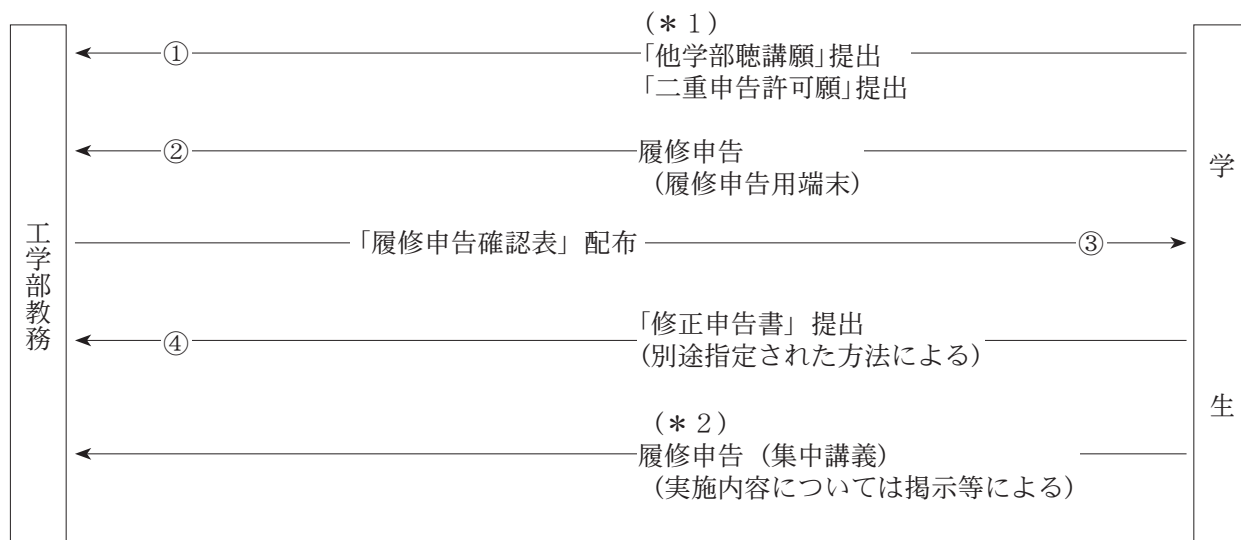 (＊1)
①
「他学部聴講願」提出
「二重申告許可願」提出
②
履修申告
(履修申告用端末)
工学部教務
学生
「履修申告確認表」配布
③
④
「修正申告書」提出
(別途指定された方法による)
(＊2)
履修申告（集中講義）
(実施内容については掲示等による)